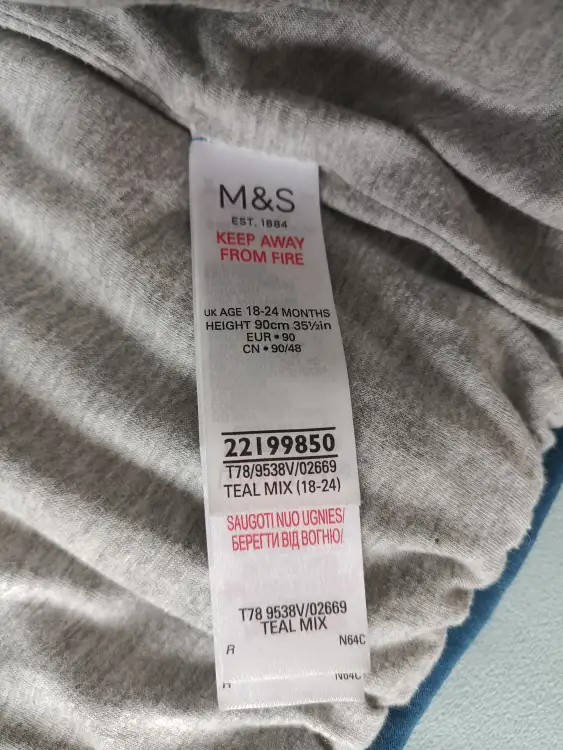 M&S
EST. 1884
KEEP AWAY
FROM FIRE
UK AGE 18-24 MONTHS
HEIGHT 90cm 35½in
EUR • 90
CN • 90/48
22199850
T78/9538V/02669
TEAL MIX (18-24)
SAUGOTI NUO UGNIES/
БЕРЕГТИ ВІД ВОГНЮ/
T78 9538V/02669
TEAL MIX
R N64C
R N64C